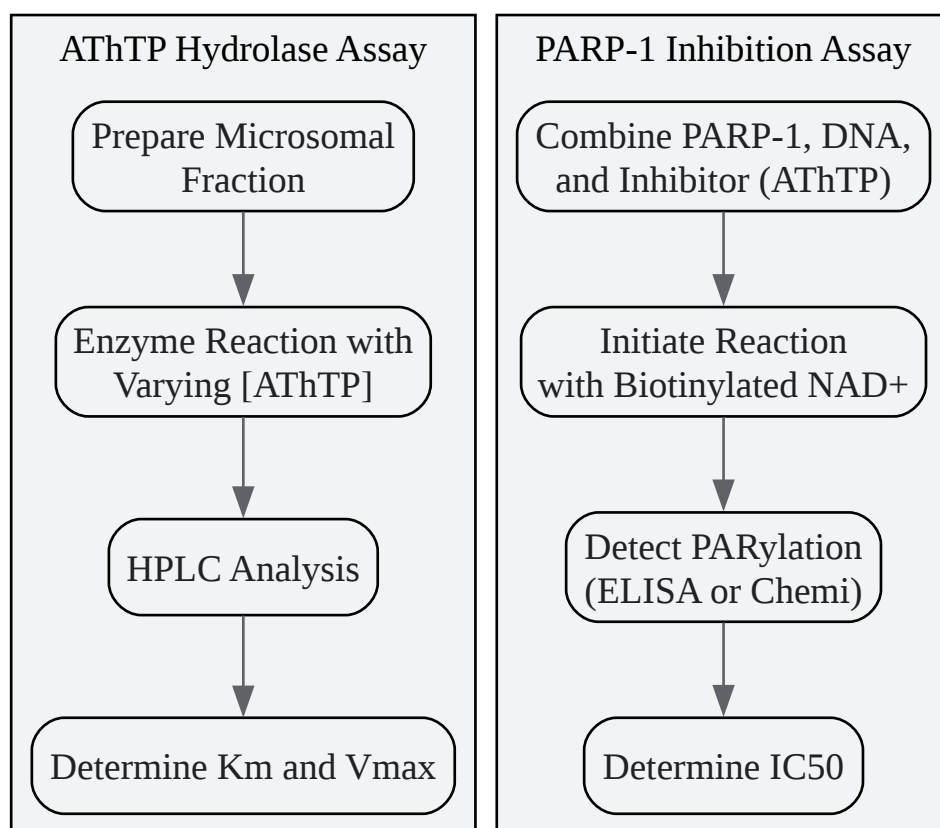 AThTP Hydrolase Assay
Prepare Microsomal
Fraction
Enzyme Reaction with
Varying [AThTP]
HPLC Analysis
Determine Km and Vmax
PARP-1 Inhibition Assay
Combine PARP-1, DNA,
and Inhibitor (AThTP)
Initiate Reaction
with Biotinylated NAD+
Detect PARylation
(ELISA or Chemi)
Determine IC50